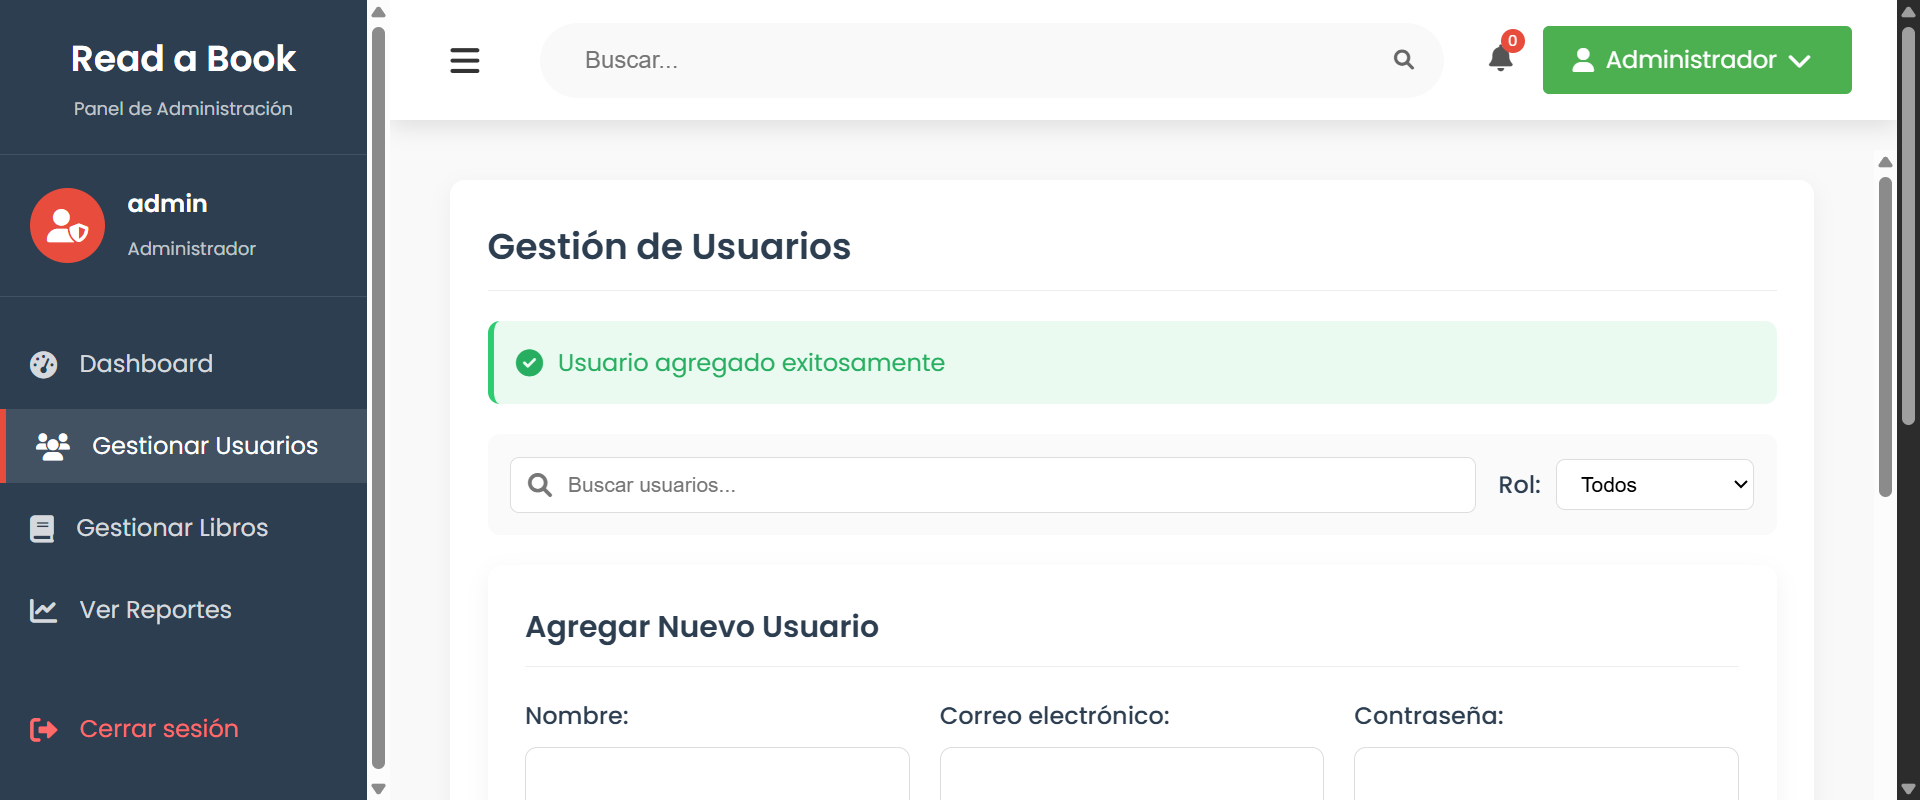 Read a Book
Panel de Administración
admin
Administrador
Dashboard
Gestionar Usuarios
Gestionar Libros
Ver Reportes
Cerrar sesión
Buscar...
0
Administrador
Gestión de Usuarios
Usuario agregado exitosamente
Buscar usuarios...
Rol:
Todos
Agregar Nuevo Usuario
Nombre:
Correo electrónico:
Contraseña: